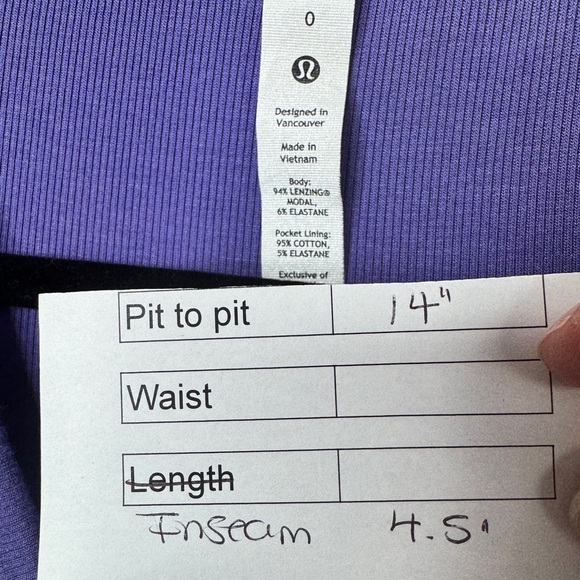 0
Designed in
Vancouver
Made in
Vietnam
Body:
94% LENZING®
MODAL,
6% ELASTANE
Pocket Lining:
95% COTTON,
5% ELASTANE
Exclusive of
Pit to pit 14"
Waist
Length
Inseam 4.5"